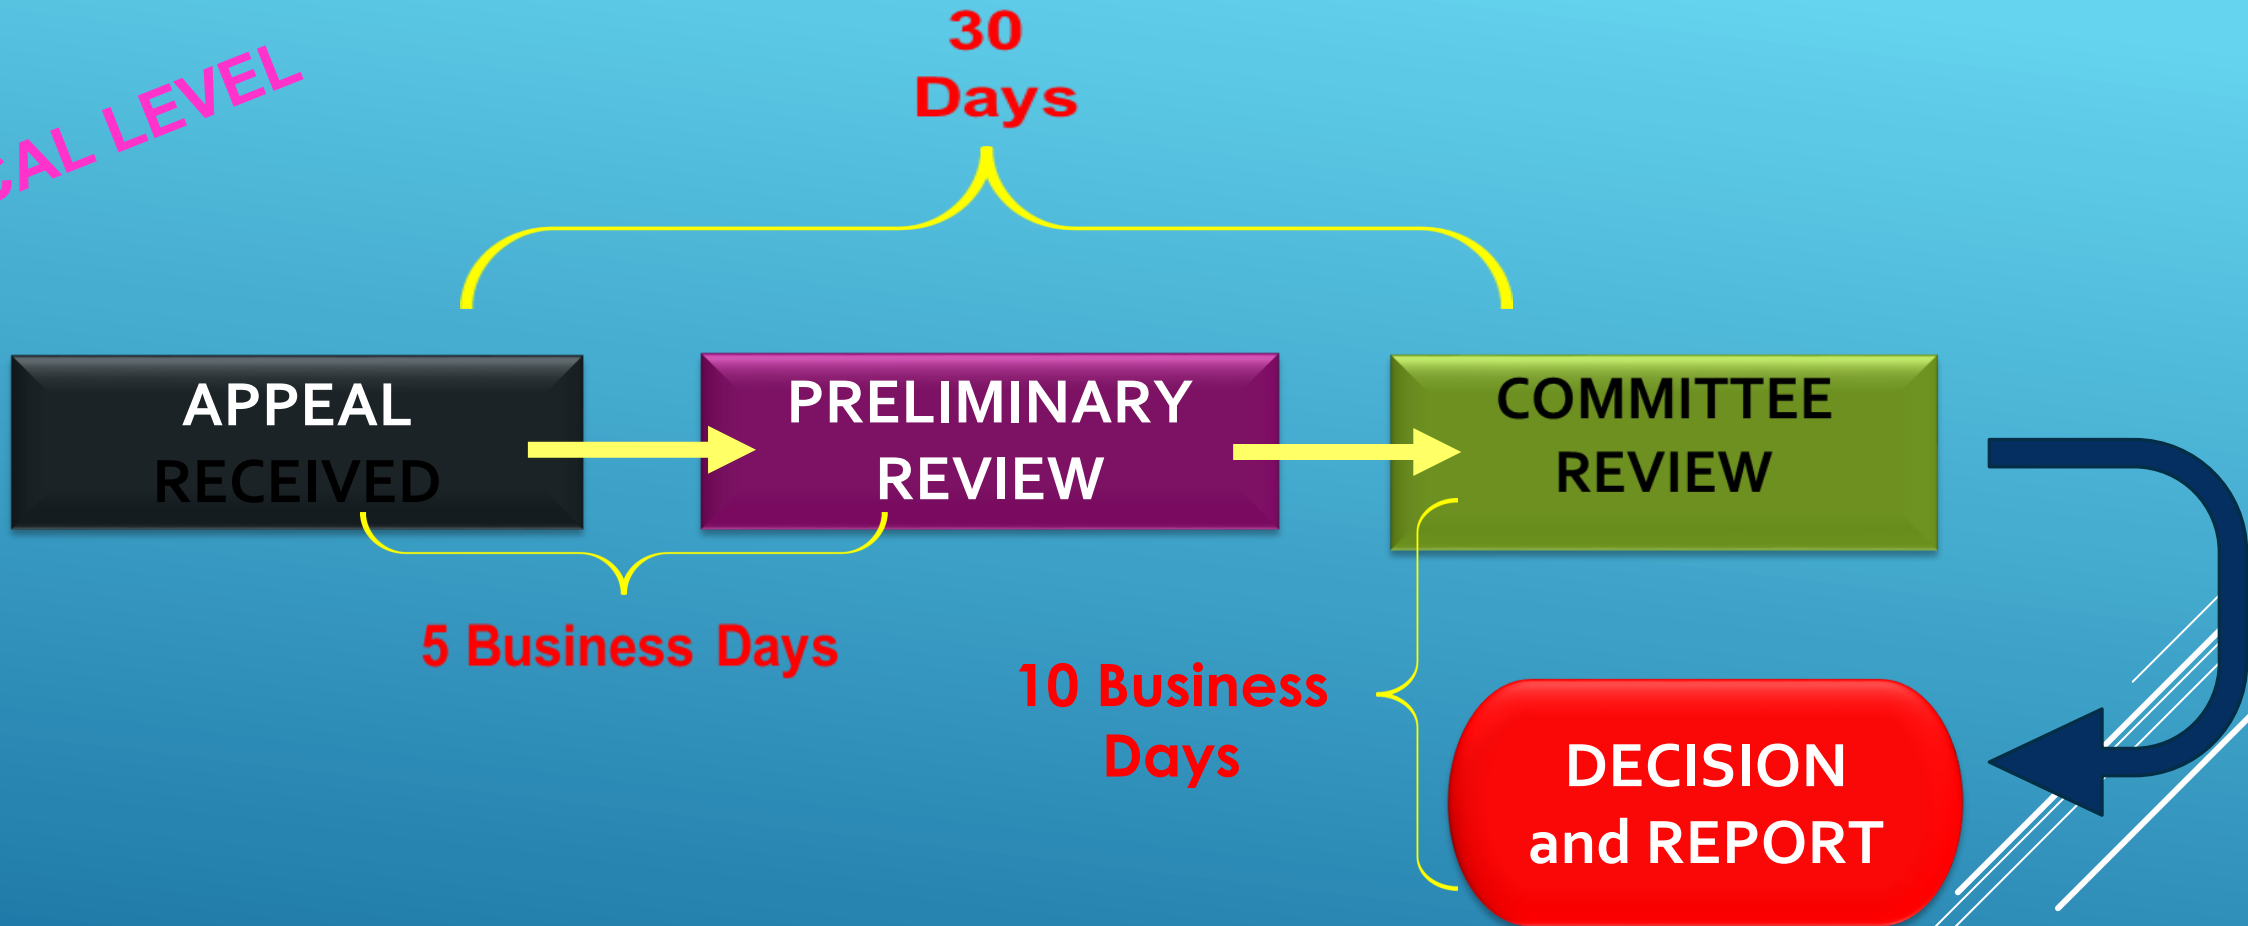 30
Days
CAL LEVEL
APPEAL
RECEIVED
PRELIMINARY
REVIEW
COMMITTEE
REVIEW
5 Business Days
10 Business
Days
DECISION
and REPORT